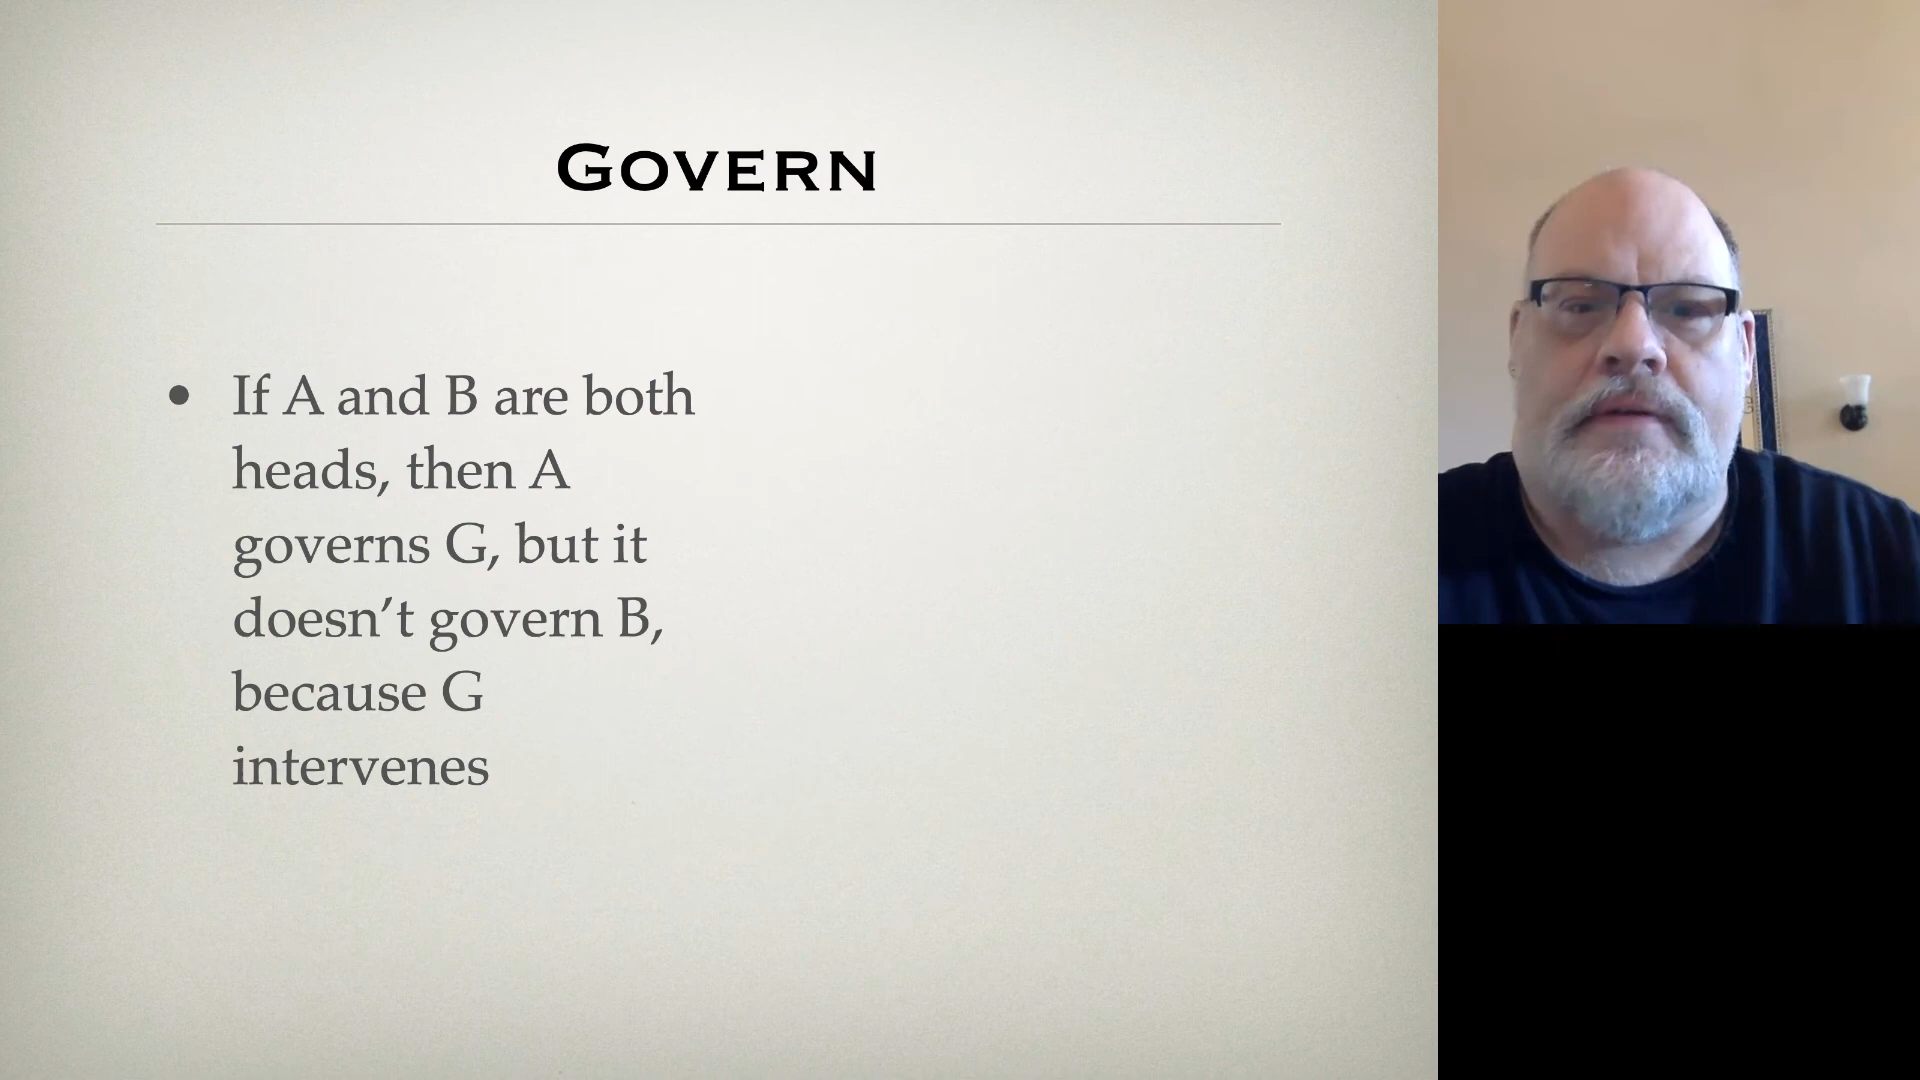 GOVERN
• If A and B are both
heads, then A
governs G, but it
doesn’t govern B,
because G
intervenes